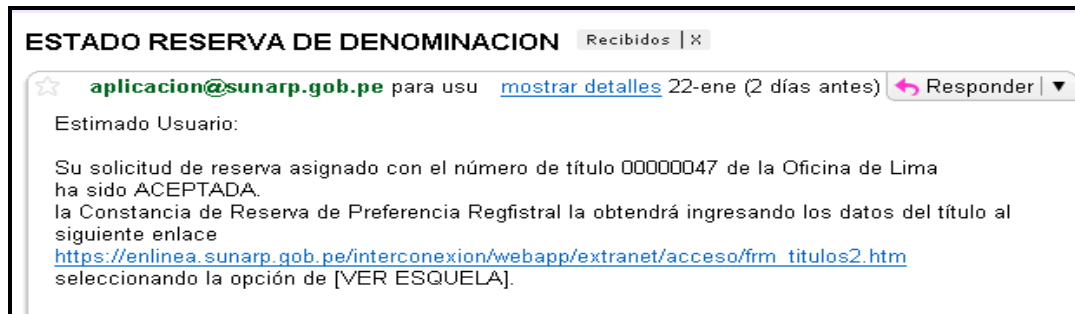 ESTADO RESERVA DE DENOMINACION Recibidos | X
aplicacion@sunarp.gob.pe para usu mostrar detalles 22-ene (2 días antes) Responder | ▼
Estimado Usuario:
Su solicitud de reserva asignado con el número de título 00000047 de la Oficina de Lima
ha sido ACEPTADA.
la Constancia de Reserva de Preferencia Regfistral la obtendrá ingresando los datos del título al
siguiente enlace
https://enlinea.sunarp.gob.pe/interconexion/webapp/extranet/acceso/frm_titulos2.htm
seleccionando la opción de [VER ESQUELA].